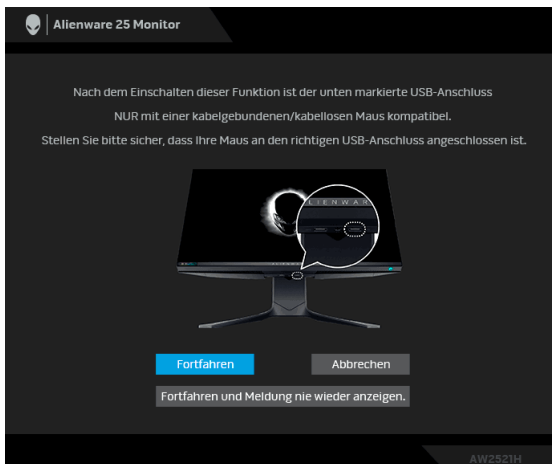 Alienware 25 Monitor
Nach dem Einschalten dieser Funktion ist der unten markierte USB-Anschluss
NUR mit einer kabelgebundenen/kabellosen Maus kompatibel.
Stellen Sie bitte sicher, dass Ihre Maus an den richtigen USB-Anschluss angeschlossen ist.
LIENWAR
Fortfahren
Abbrechen
Fortfahren und Meldung nie wieder anzeigen.
AW2521H